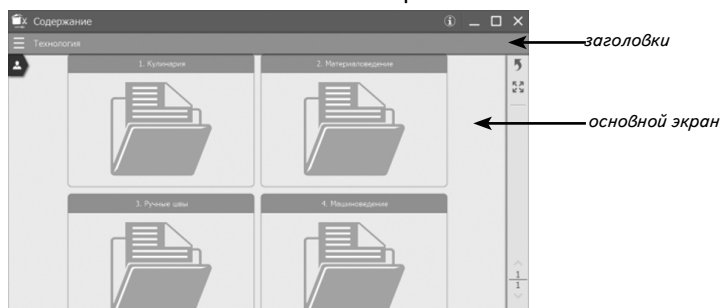 Содержание
Технология
заголовки
1. Кулинария
2. Материаловедение
основной экран
3. Ручные швы
4. Машиноведение
1
1